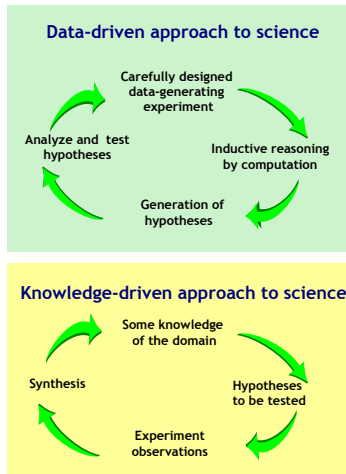 Data-driven approach to science
Carefully designed
data-generating
experiment
Analyze and test
hypotheses
Inductive reasoning
by computation
Generation of
hypotheses
Knowledge-driven approach to science
Some knowledge
of the domain
Synthesis
Hypotheses
to be tested
Experiment
observations